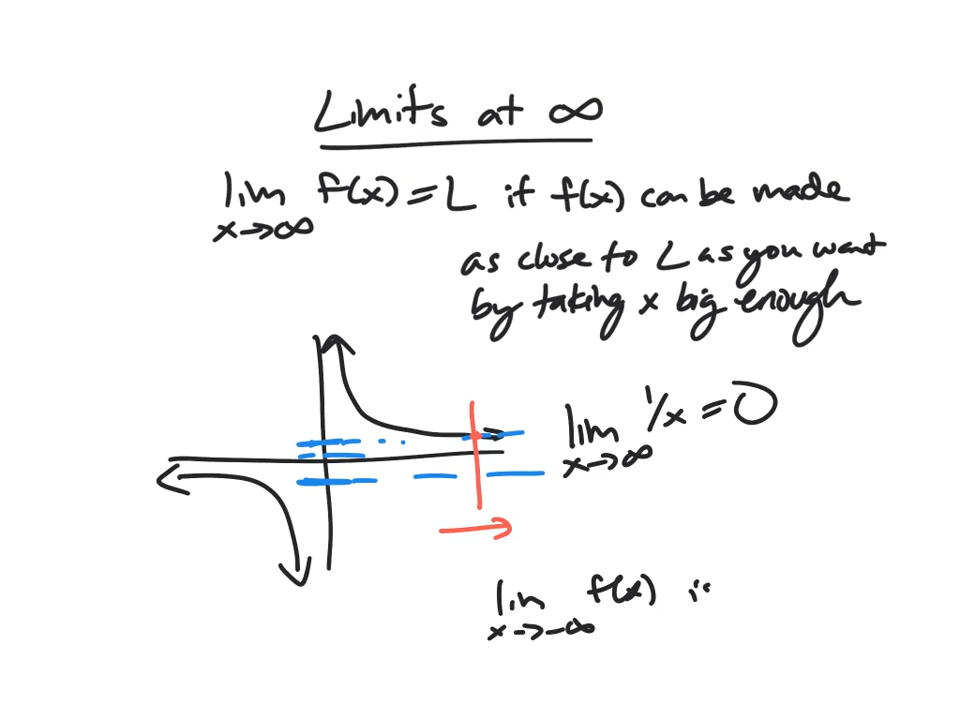 Limits at ∞
lim f(x) = L if f(x) can be made
x→∞
as close to L as you want
by taking x big enough
lim 1/x = 0
x→∞
lim f(x)
x→-∞